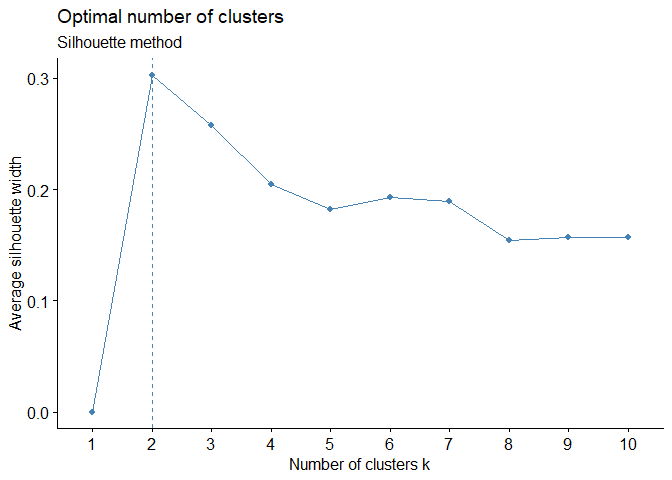 Optimal number of clusters
Silhouette method
0.3
0.2
0.1
0.0
Average silhouette width
1 2 3 4 5 6 7 8 9 10
Number of clusters k